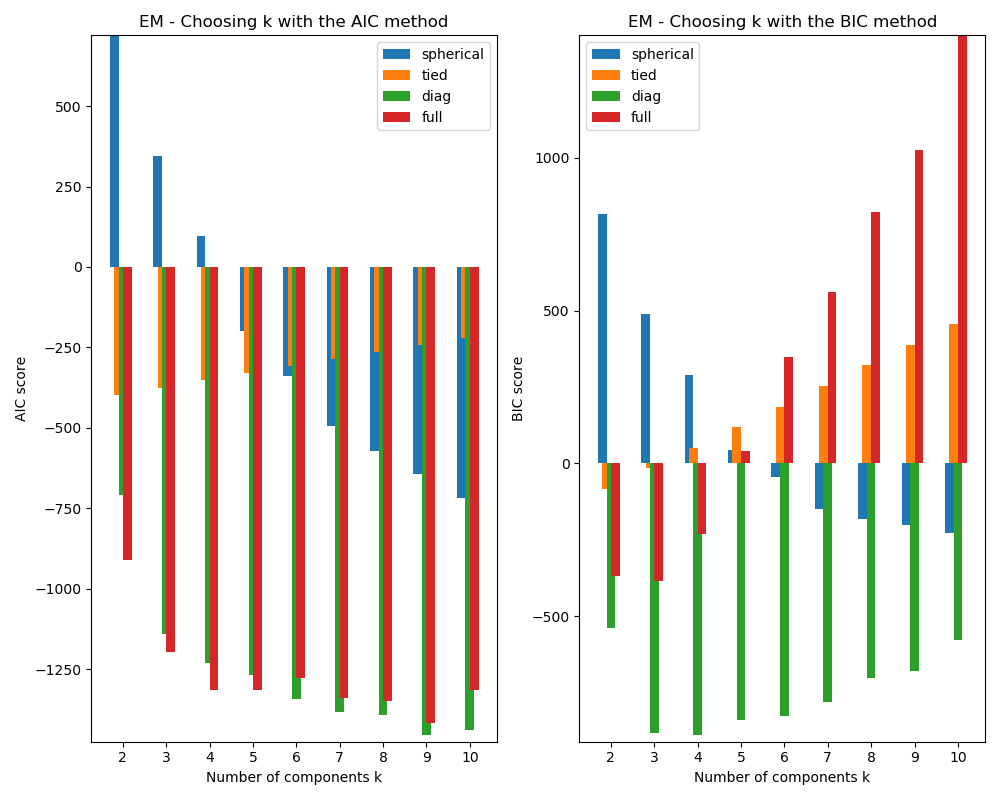 EM - Choosing k with the AIC method
500
250
0
−250
−500
−750
−1000
−1250
AIC score
spherical
tied
diag
full
2 3 4 5 6 7 8 9 10
Number of components k
EM - Choosing k with the BIC method
1000
500
0
−500
BIC score
spherical
tied
diag
full
2 3 4 5 6 7 8 9 10
Number of components k